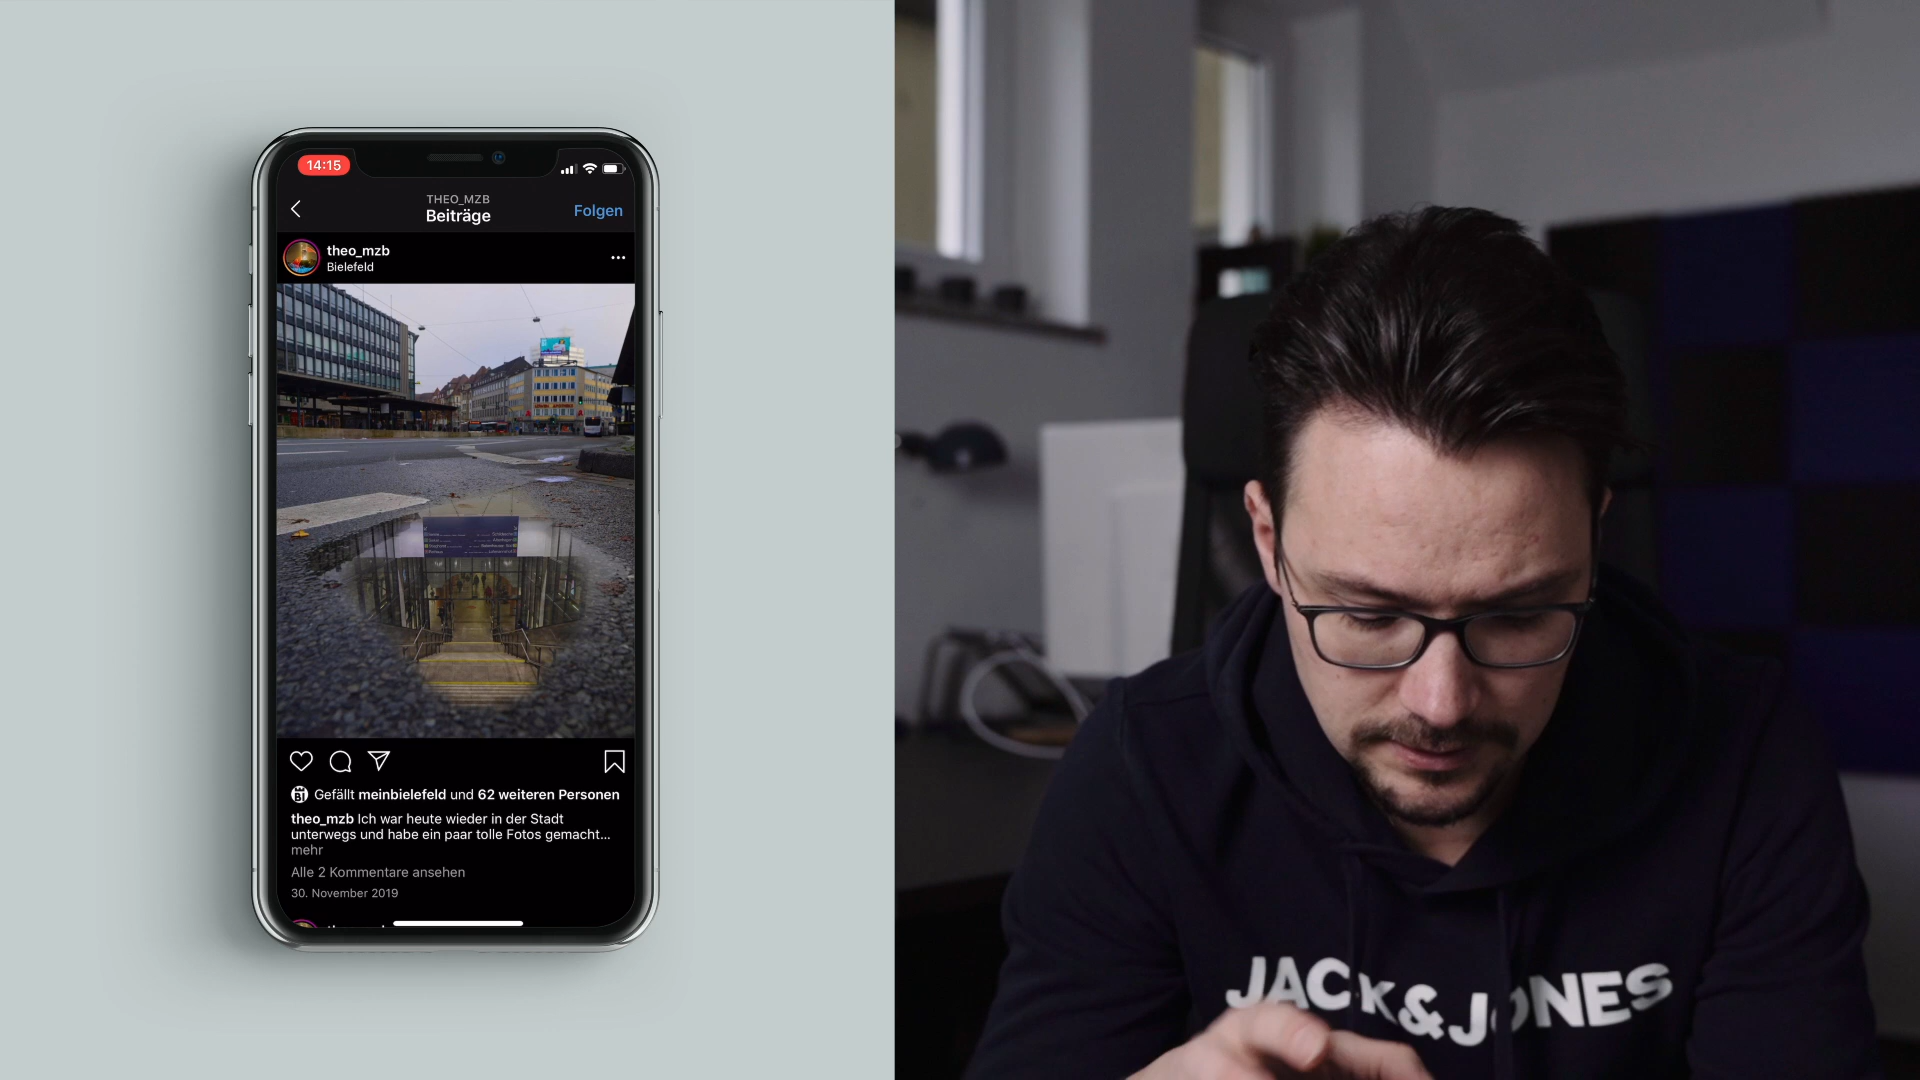 14:15
THEO_MZB
Beiträge
Folgen
theo_mzb
Bielefeld
Gefällt meinbielefeld und 62 weiteren Personen
theo_mzb Ich war heute wieder in der Stadt
unterwegs und habe ein paar tolle Fotos gemacht...
mehr
Alle 2 Kommentare ansehen
30. November 2019
JACK & JONES